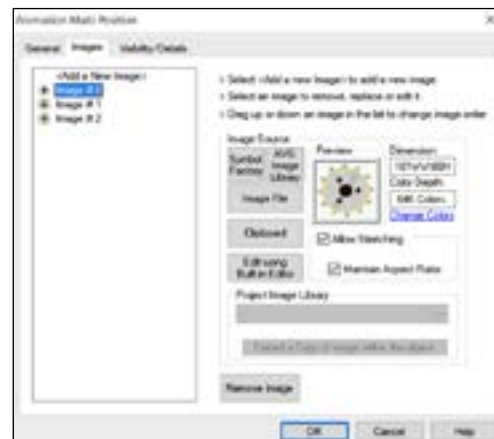 Animation Multi Position
General Images Visibility/Details
<Add a New Image>
Image # 0
Image # 1
Image # 2
> Select <Add a new Image> to add a new image.
> Select an image to remove, replace or edit it.
> Drag up or down an image in the list to change image order.
Image Source
Symbol Factory
AVG Image Library
Image File
Clipboard
Edit using Built in Editor
Preview
Dimension
Color Depth
64K Colors
Change Colors
Allow Stretching
Maintain Aspect Ratio
Project Image Library
Remove Image
OK Cancel Help